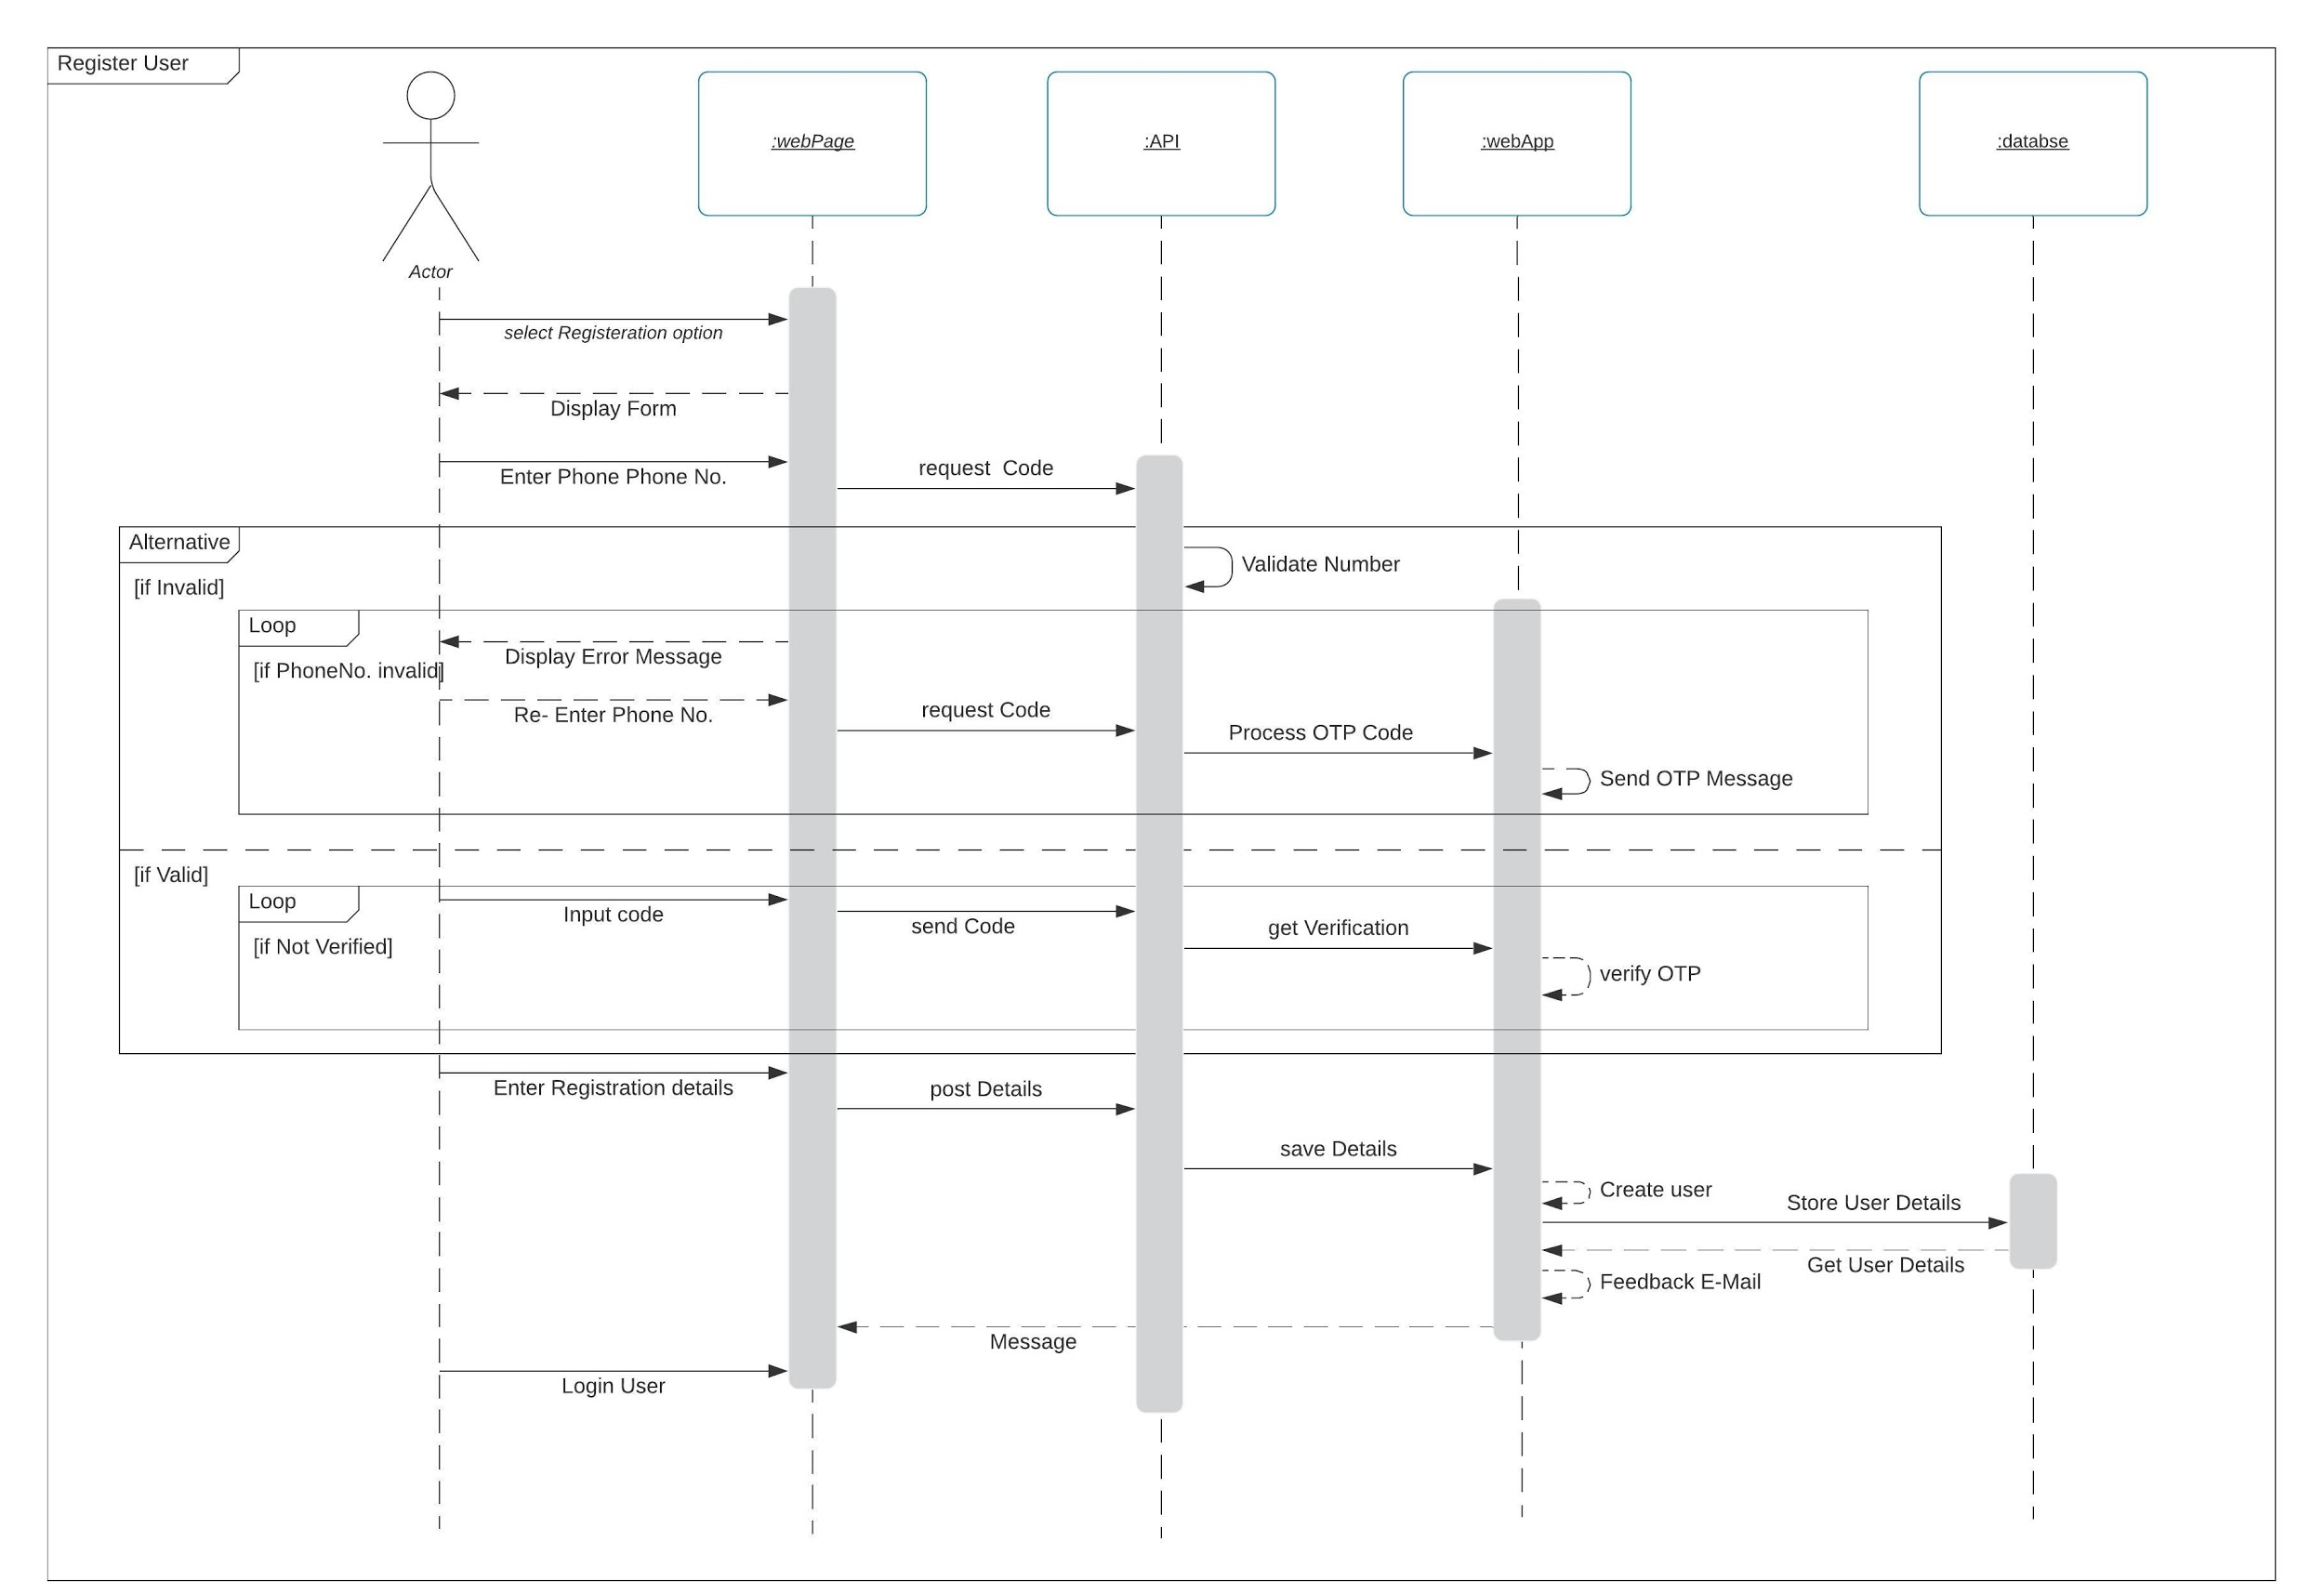 Register User
:webPage
:API
:webApp
:databse
Actor
select Registeration option
Display Form
Enter Phone Phone No.
request  Code
Alternative
Validate Number
[if Invalid]
Loop
Display Error Message
[if PhoneNo. invalid]
Re- Enter Phone No.
request Code
Process OTP Code
Send OTP Message
[if Valid]
Loop
Input code
send Code
get Verification
[if Not Verified]
verify OTP
Enter Registration details
post Details
save Details
Create user
Store User Details
Get User Details
Feedback E-Mail
Message
Login User